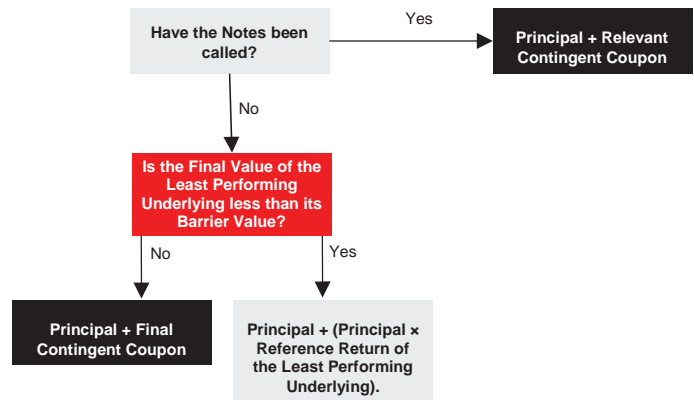 Have the Notes been
called?
Yes
Principal + Relevant
Contingent Coupon
No
Is the Final Value of the
Least Performing
Underlying less than its
Barrier Value?
No
Yes
Principal + Final
Contingent Coupon
Principal + (Principal ×
Reference Return of
the Least Performing
Underlying).